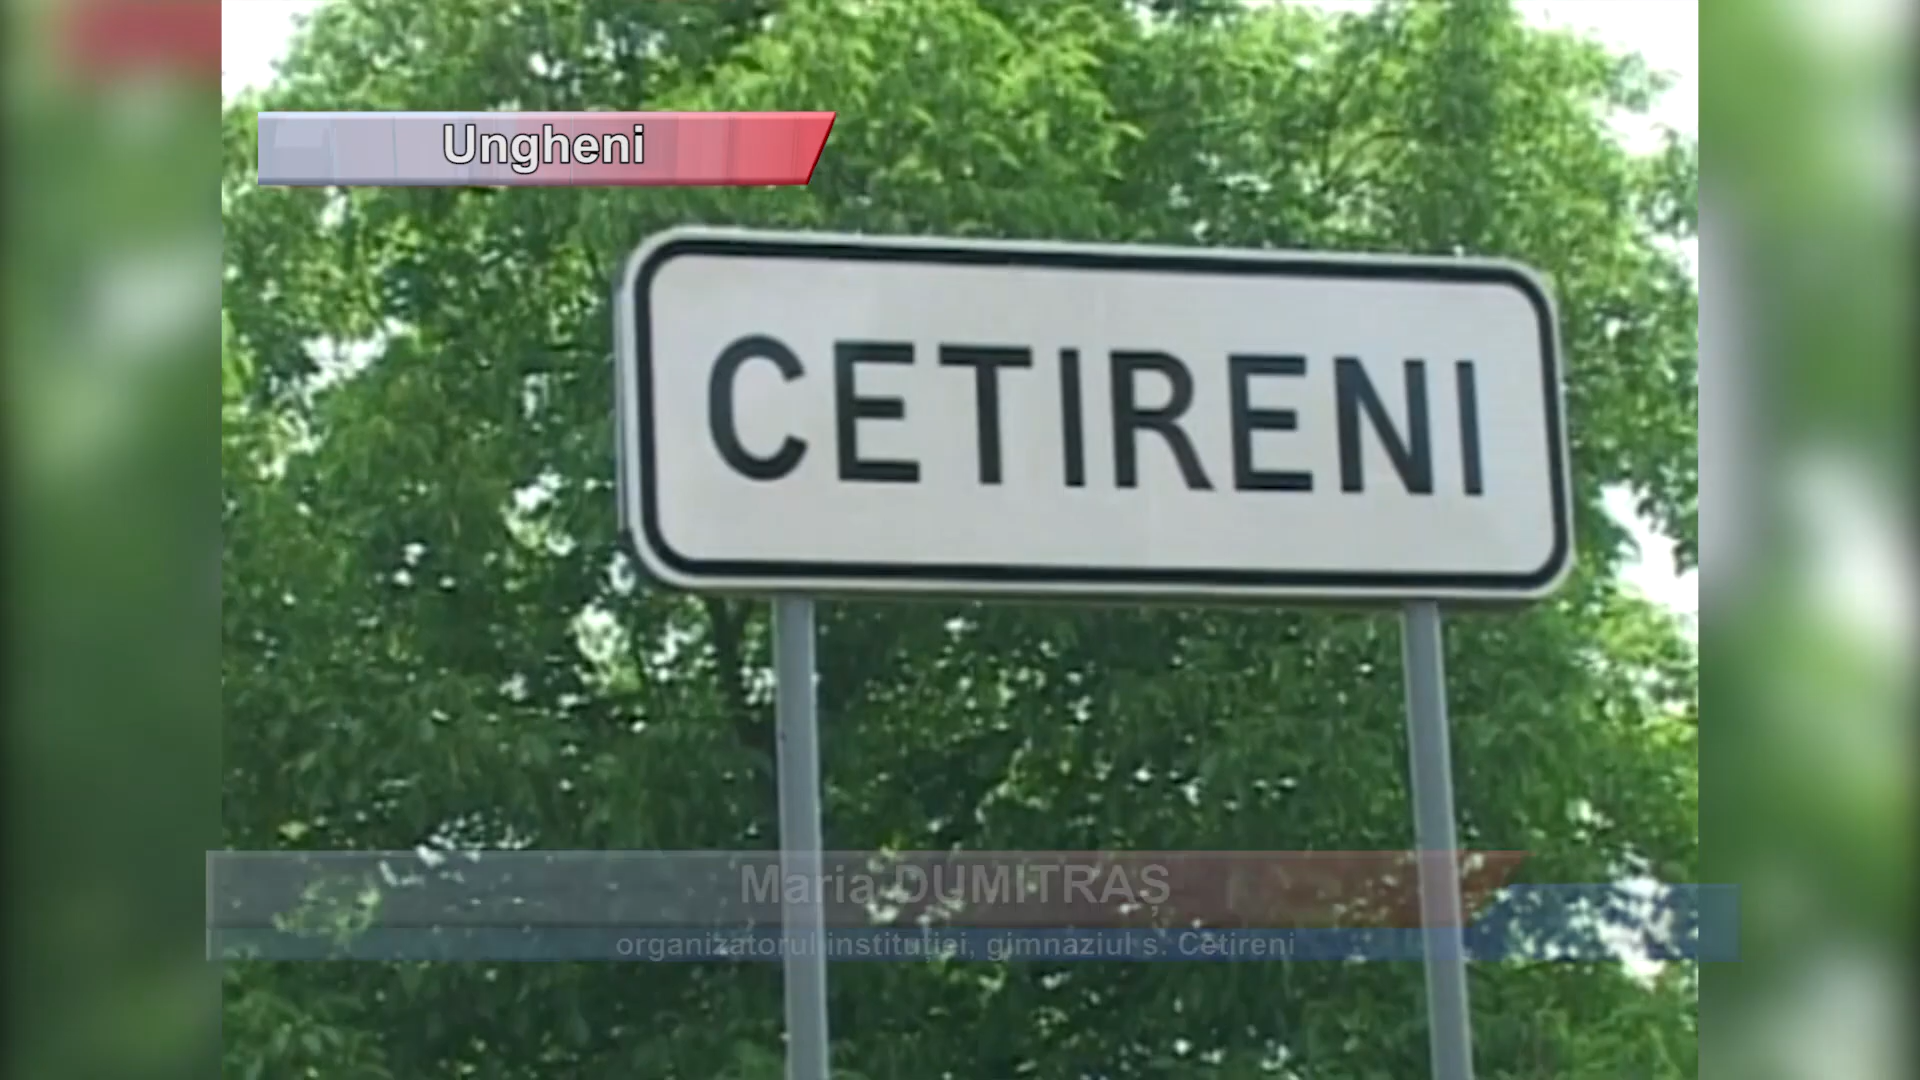 Ungheni
CETIRENI
Maria DUMITRAȘ
organizatorul instituției, gimnaziul s. Cetireni